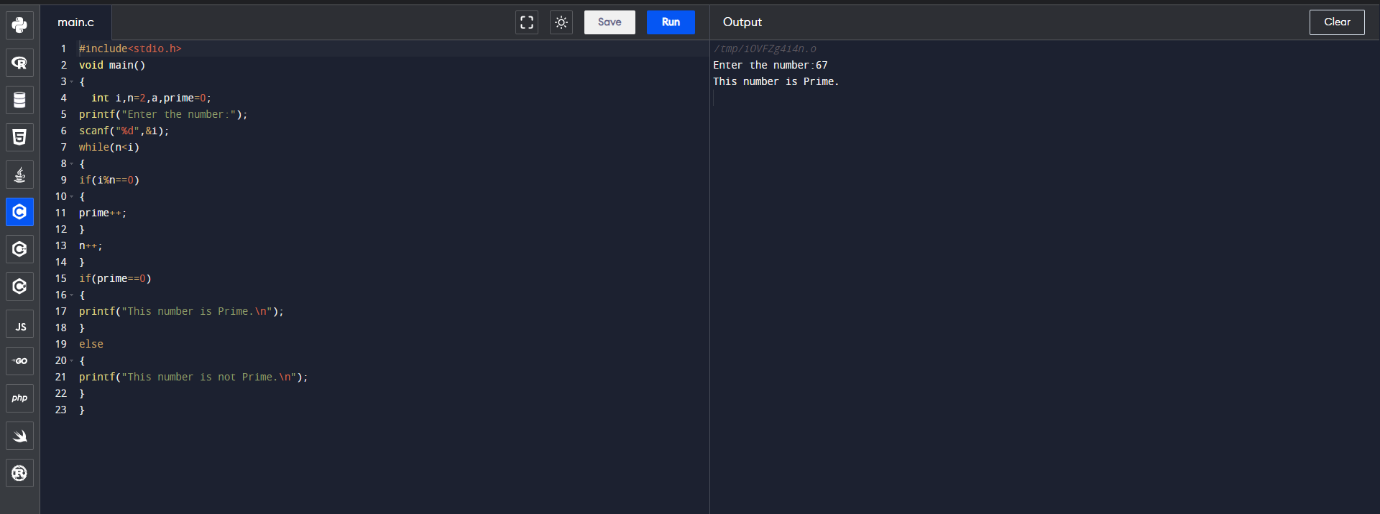 main.c
Save
Run
Output
Clear
1 #include<stdio.h>
2 void main()
3 {
4 int i,n=2,a,prime=0;
5 printf("Enter the number:");
6 scanf("%d",&i);
7 while(n<i)
8 {
9 if(i%n==0)
10 {
11 prime++;
12 }
13 n++;
14 }
15 if(prime==0)
16 {
17 printf("This number is Prime.\n");
18 }
19 else
20 {
21 printf("This number is not Prime.\n");
22 }
23 }
/tmp/iOVFZg4i4n.o
Enter the number:67
This number is Prime.
R
5
C
C
C
JS
GO
php
R